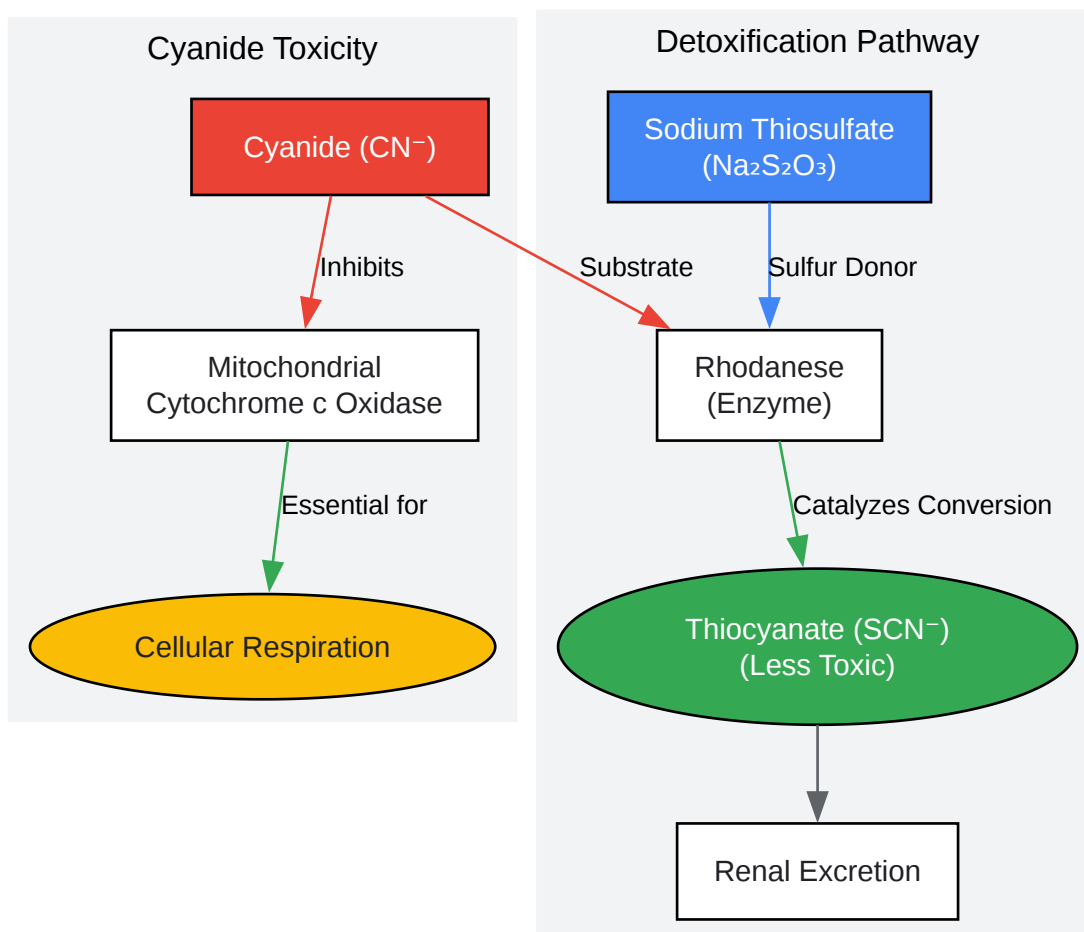 Cyanide Toxicity
Cyanide (CN⁻)
Inhibits
Mitochondrial
Cytochrome c Oxidase
Essential for
Cellular Respiration
Detoxification Pathway
Sodium Thiosulfate
(Na₂S₂O₃)
Substrate
Sulfur Donor
Rhodanese
(Enzyme)
Catalyzes Conversion
Thiocyanate (SCN⁻)
(Less Toxic)
Renal Excretion